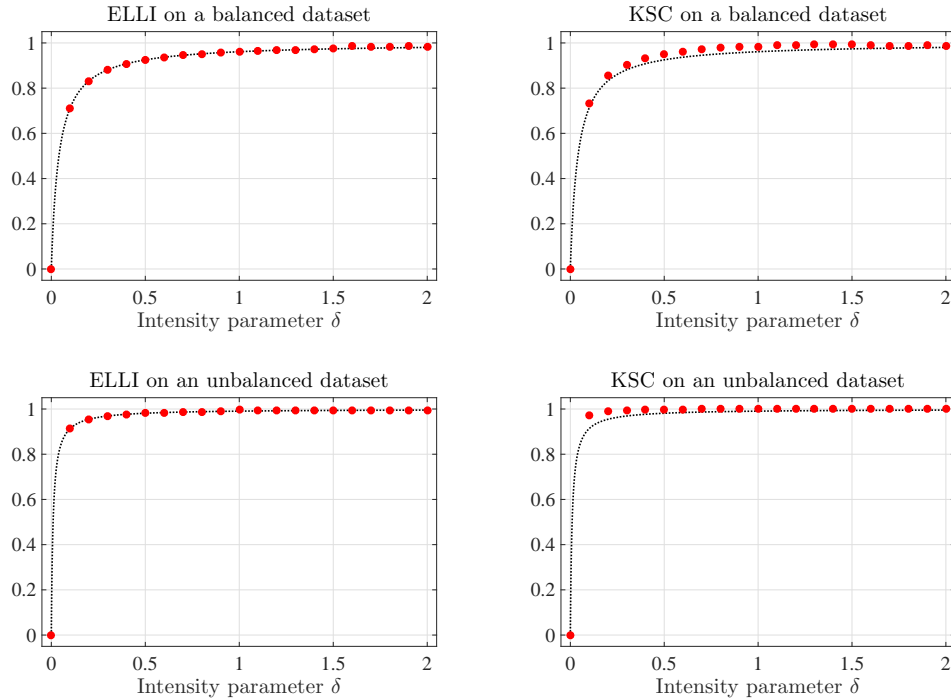 ELLI on a balanced dataset
1
0.8
0.6
0.4
0.2
0
0 0.5 1 1.5 2
Intensity parameter δ
KSC on a balanced dataset
1
0.8
0.6
0.4
0.2
0
0 0.5 1 1.5 2
Intensity parameter δ
ELLI on an unbalanced dataset
1
0.8
0.6
0.4
0.2
0
0 0.5 1 1.5 2
Intensity parameter δ
KSC on an unbalanced dataset
1
0.8
0.6
0.4
0.2
0
0 0.5 1 1.5 2
Intensity parameter δ